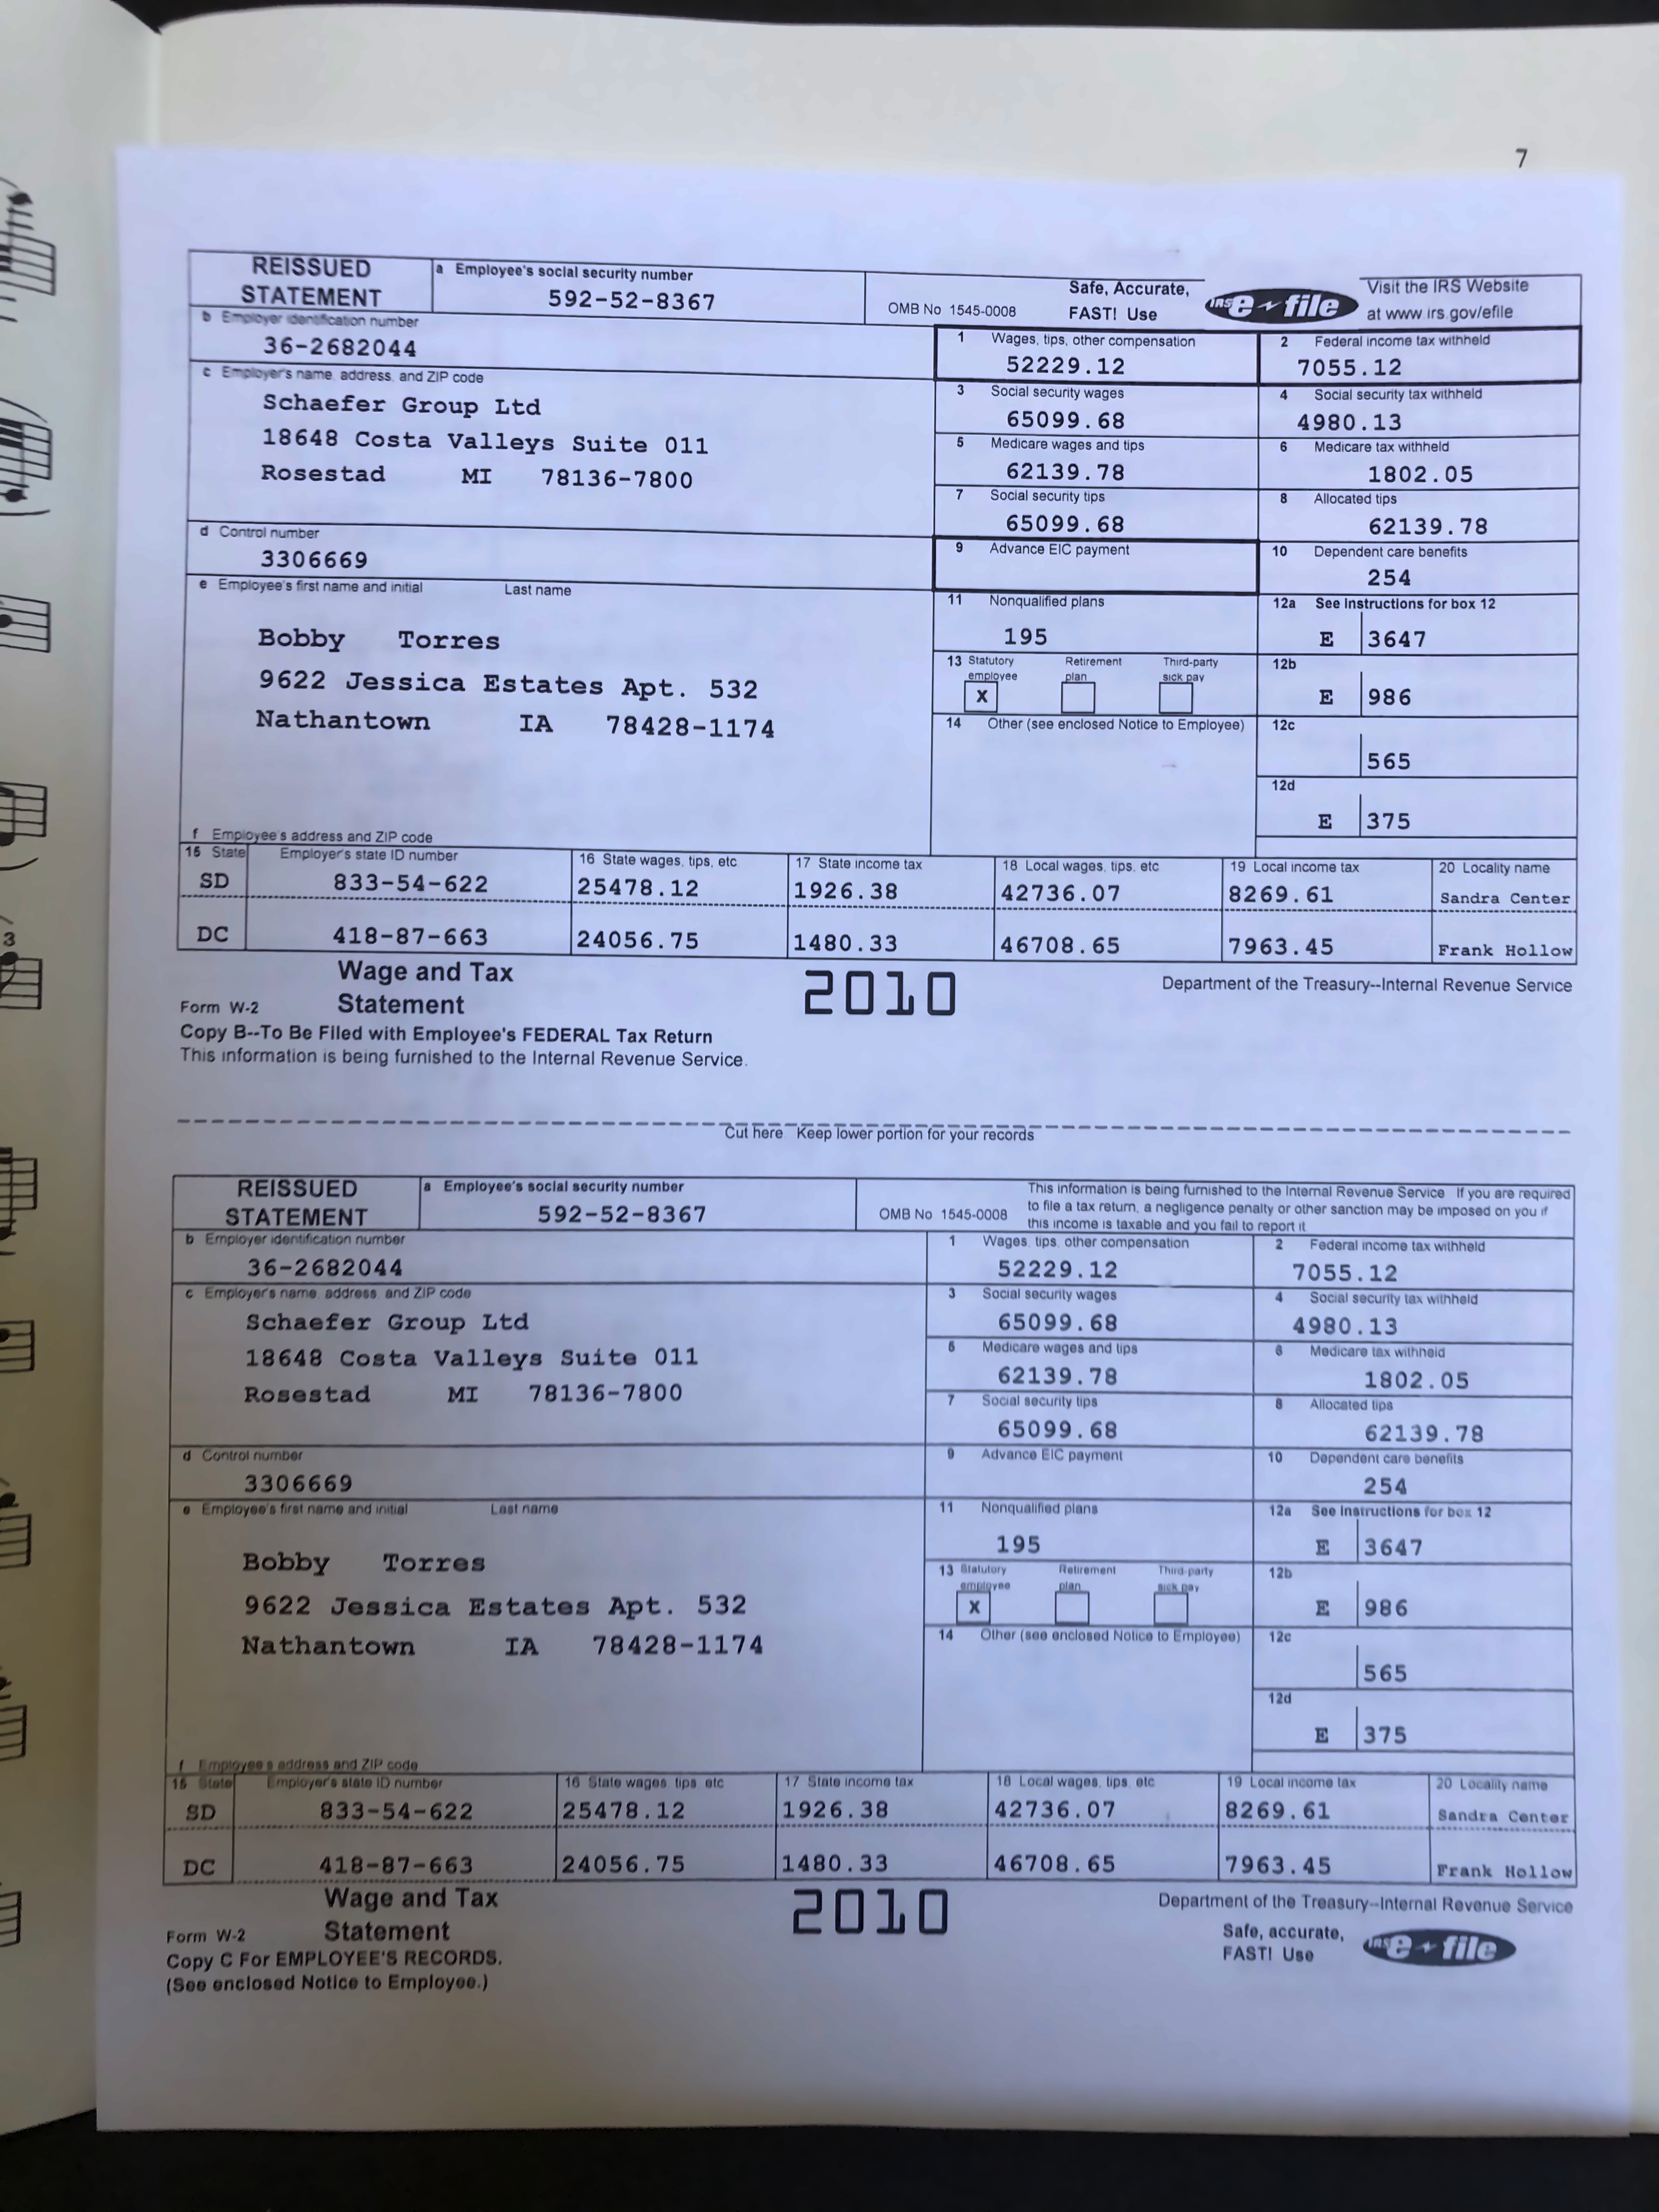 7
REISSUED STATEMENT
a Employee's social security number
592-52-8367
OMB No 1545-0008
Safe, Accurate, FAST! Use
IRS e-file
Visit the IRS Website at www irs gov/efile
b Employer identification number
36-2682044
1 Wages, tips, other compensation
52229.12
2 Federal income tax withheld
7055.12
c Employer's name, address, and ZIP code
Schaefer Group Ltd
18648 Costa Valleys Suite 011
Rosestad MI 78136-7800
3 Social security wages
65099.68
4 Social security tax withheld
4980.13
5 Medicare wages and tips
62139.78
6 Medicare tax withheld
1802.05
7 Social security tips
65099.68
8 Allocated tips
62139.78
d Control number
3306669
9 Advance EIC payment
10 Dependent care benefits
254
e Employee's first name and initial Last name
Bobby Torres
9622 Jessica Estates Apt. 532
Nathantown IA 78428-1174
11 Nonqualified plans
195
12a See Instructions for box 12
E 3647
13 Statutory employee Retirement plan Third-party sick pay
X
12b
E 986
14 Other (see enclosed Notice to Employee)
12c
565
12d
E 375
f Employee's address and ZIP code
15 State Employer's state ID number 16 State wages, tips, etc 17 State income tax 18 Local wages, tips, etc 19 Local income tax 20 Locality name
SD 833-54-622 25478.12 1926.38 42736.07 8269.61 Sandra Center
DC 418-87-663 24056.75 1480.33 46708.65 7963.45 Frank Hollow
Form W-2 Wage and Tax Statement 2010 Department of the Treasury--Internal Revenue Service
Copy B--To Be Filed with Employee's FEDERAL Tax Return
This information is being furnished to the Internal Revenue Service.
Cut here Keep lower portion for your records
REISSUED STATEMENT
a Employee's social security number
592-52-8367
OMB No 1545-0008
This information is being furnished to the Internal Revenue Service If you are required
to file a tax return, a negligence penalty or other sanction may be imposed on you if
this income is taxable and you fail to report it
b Employer identification number
36-2682044
1 Wages, tips, other compensation
52229.12
2 Federal income tax withheld
7055.12
c Employer's name, address, and ZIP code
Schaefer Group Ltd
18648 Costa Valleys Suite 011
Rosestad MI 78136-7800
3 Social security wages
65099.68
4 Social security tax withheld
4980.13
5 Medicare wages and tips
62139.78
6 Medicare tax withheld
1802.05
7 Social security tips
65099.68
8 Allocated tips
62139.78
d Control number
3306669
9 Advance EIC payment
10 Dependent care benefits
254
e Employee's first name and initial Last name
Bobby Torres
9622 Jessica Estates Apt. 532
Nathantown IA 78428-1174
11 Nonqualified plans
195
12a See Instructions for box 12
E 3647
13 Statutory employee Retirement plan Third-party sick pay
X
12b
E 986
14 Other (see enclosed Notice to Employee)
12c
565
12d
E 375
f Employee's address and ZIP code
15 State Employer's state ID number 16 State wages, tips, etc 17 State income tax 18 Local wages, tips, etc 19 Local income tax 20 Locality name
SD 833-54-622 25478.12 1926.38 42736.07 8269.61 Sandra Center
DC 418-87-663 24056.75 1480.33 46708.65 7963.45 Frank Hollow
Form W-2 Wage and Tax Statement 2010 Department of the Treasury--Internal Revenue Service
Copy C For EMPLOYEE'S RECORDS.
(See enclosed Notice to Employee.)
Safe, accurate, FAST! Use
IRS e-file
3